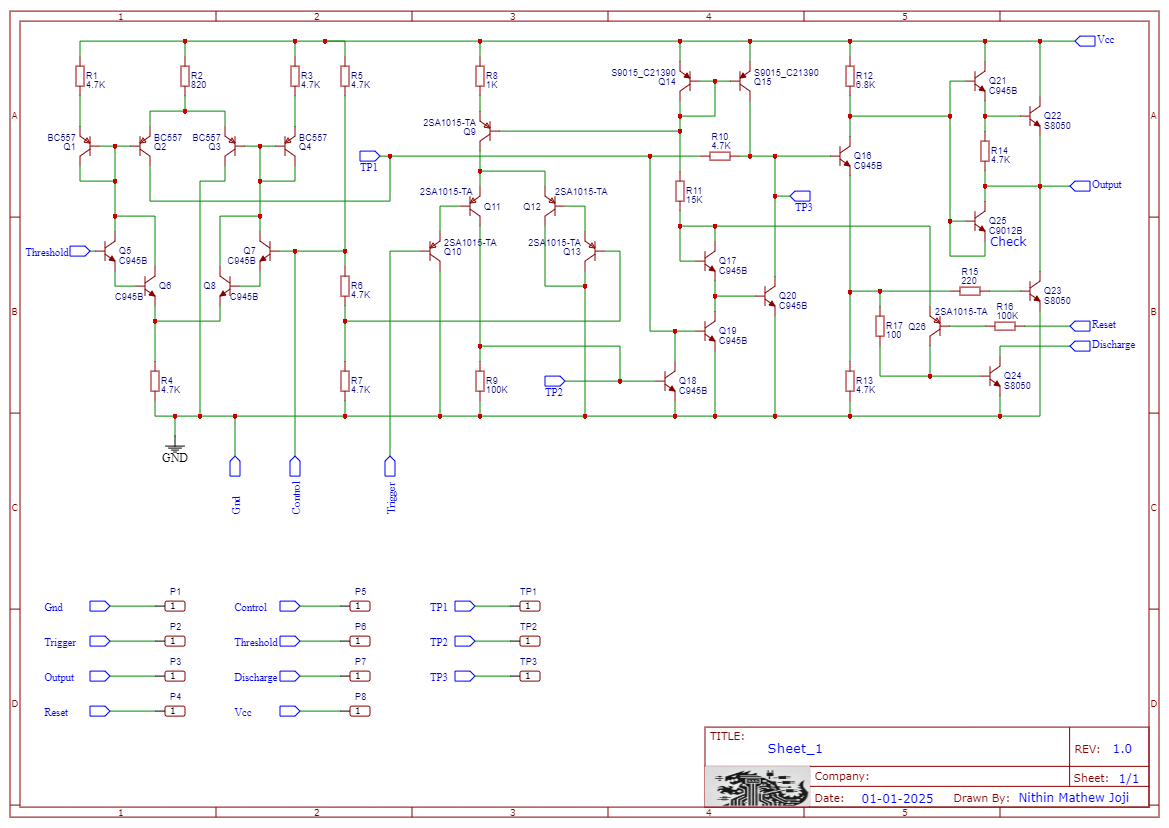 1 2 3 4 5
A A
B B
C C
D D
Vcc
R1
4.7K
R2
820
R3
4.7K
R5
4.7K
R8
1K
S9015_C21390
Q14
S9015_C21390
Q15
R12
6.8K
Q21
C945B
Q22
S8050
BC557
Q1
BC557
Q2
BC557
Q3
BC557
Q4
2SA1015-TA
Q9
TP1
R10
4.7K
Q16
C945B
R14
4.7K
Output
2SA1015-TA
Q11
2SA1015-TA
Q12
R11
15K
TP3
Q25
C9012B
Check
Threshold
Q5
C945B
Q7
C945B
2SA1015-TA
Q10
2SA1015-TA
Q13
Q17
C945B
Q6
C945B
Q8
C945B
R6
4.7K
Q20
C945B
R15
220
Q23
S8050
Q19
C945B
R17
100
2SA1015-TA
Q26
R16
100K
Reset
Discharge
R4
4.7K
R7
4.7K
R9
100K
TP2
Q18
C945B
R13
4.7K
Q24
S8050
GND
Gnd
Control
Trigger
Gnd P1 1
Trigger P2 1
Output P3 1
Reset P4 1
Control P5 1
Threshold P6 1
Discharge P7 1
Vcc P8 1
TP1 TP1 1
TP2 TP2 1
TP3 TP3 1
TITLE:
Sheet_1
REV: 1.0
Company:
Sheet: 1/1
Date: 01-01-2025 Drawn By: Nithin Mathew Joji
1 2 3 4 5